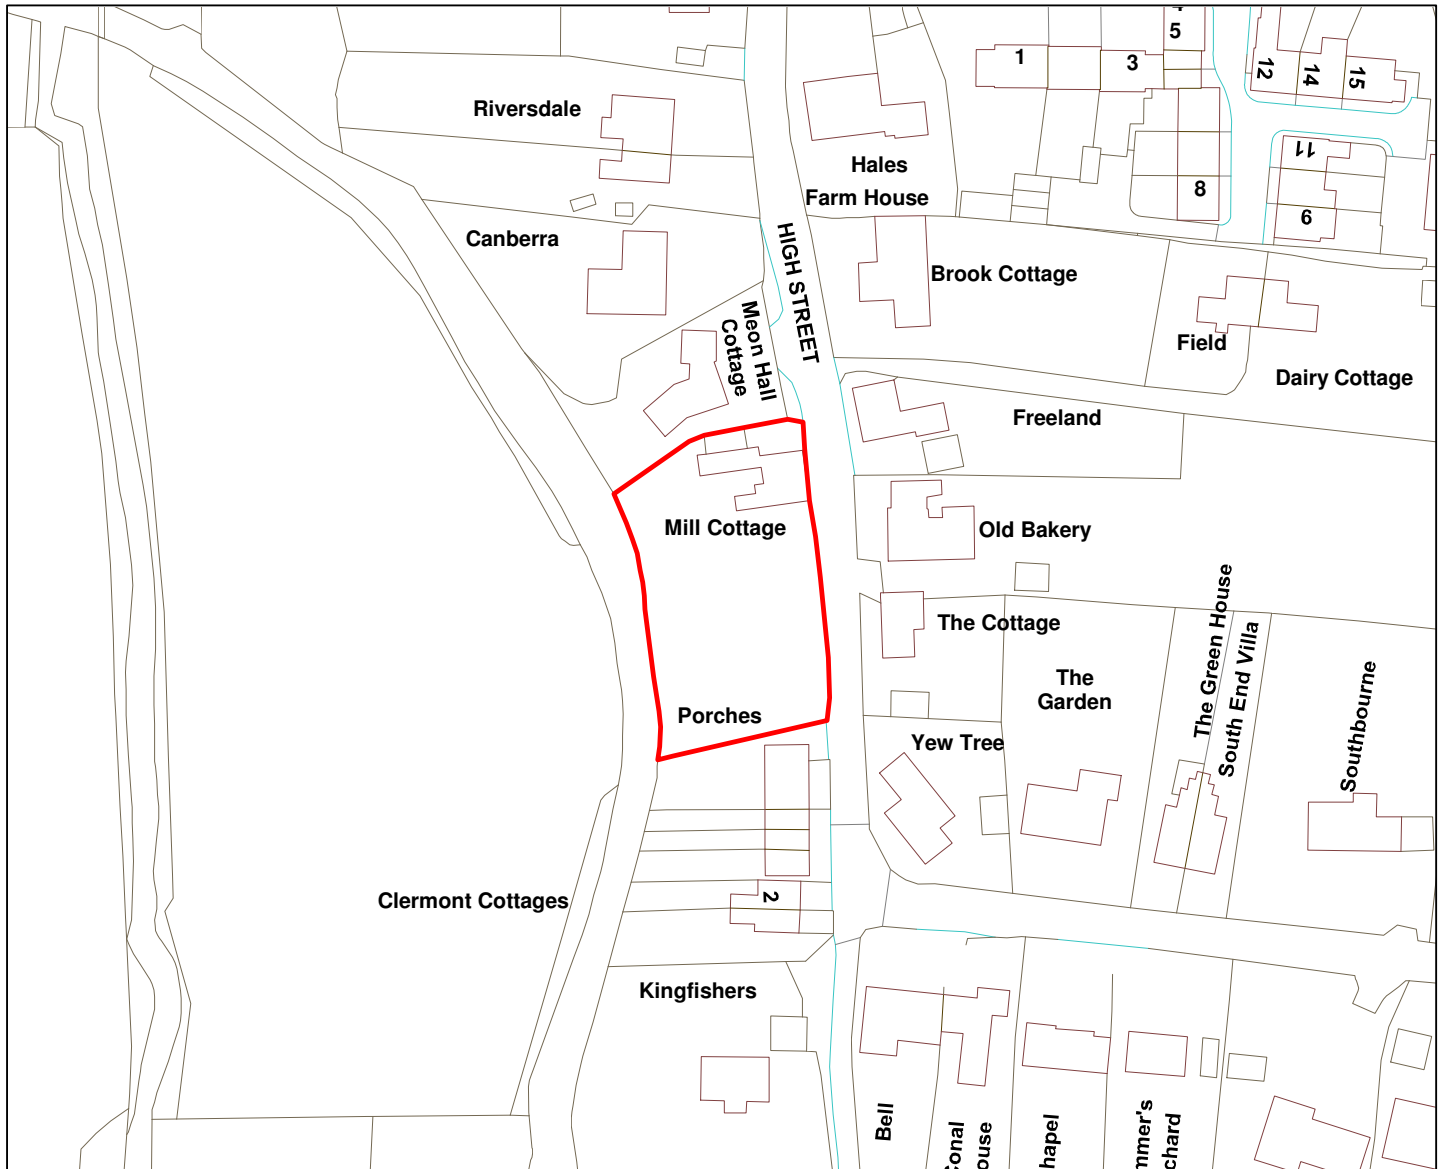 5
1
3
12
14
15
Riversdale
Hales
Farm House
11
8
6
Canberra
HIGH STREET
Brook Cottage
Meon Hall
Cottage
Field
Dairy Cottage
Freeland
Mill Cottage
Old Bakery
The Cottage
The Green House
South End Villa
The
Garden
Southbourne
Porches
Yew Tree
Clermont Cottages
2
Kingfishers
Bell